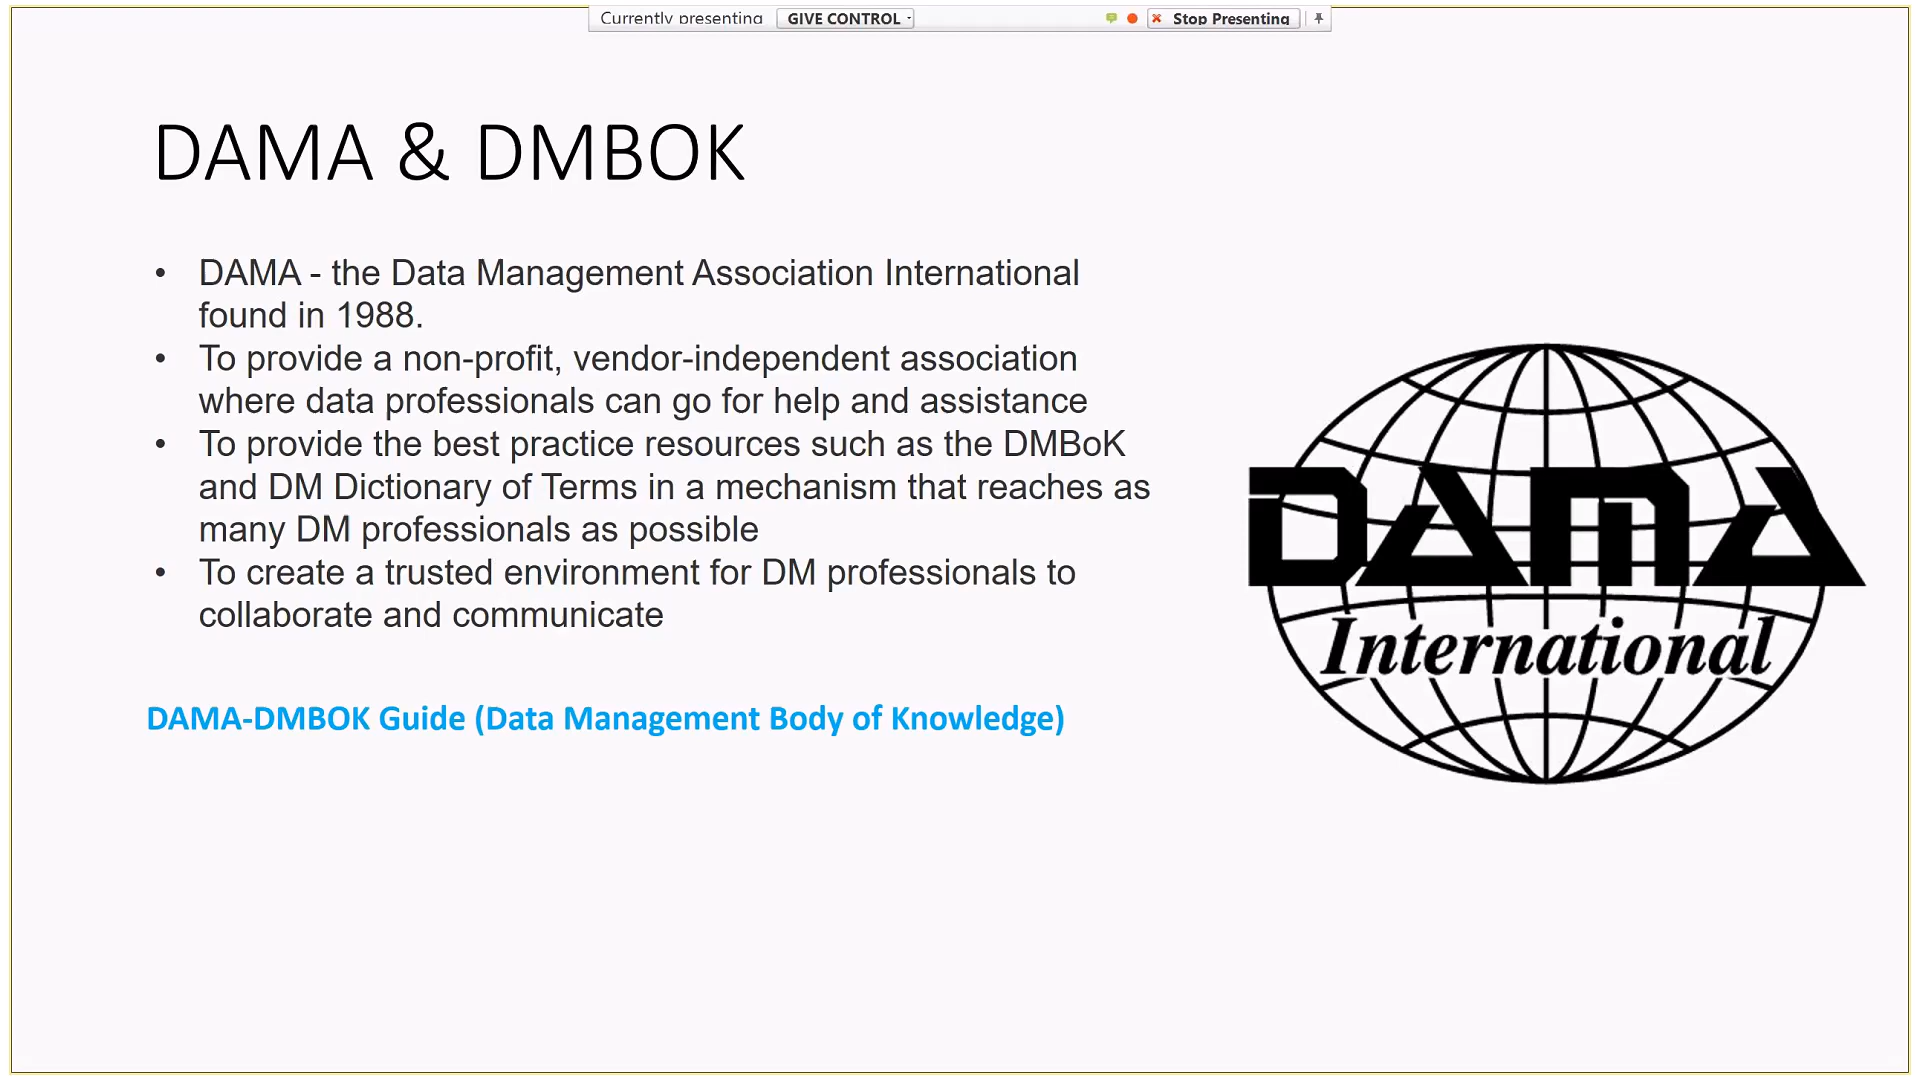 Currently presenting GIVE CONTROL Stop Presenting
DAMA & DMBOK
• DAMA - the Data Management Association International
found in 1988.
• To provide a non-profit, vendor-independent association
where data professionals can go for help and assistance
• To provide the best practice resources such as the DMBoK
and DM Dictionary of Terms in a mechanism that reaches as
many DM professionals as possible
• To create a trusted environment for DM professionals to
collaborate and communicate
DAMA-DMBOK Guide (Data Management Body of Knowledge)
DAMA
International